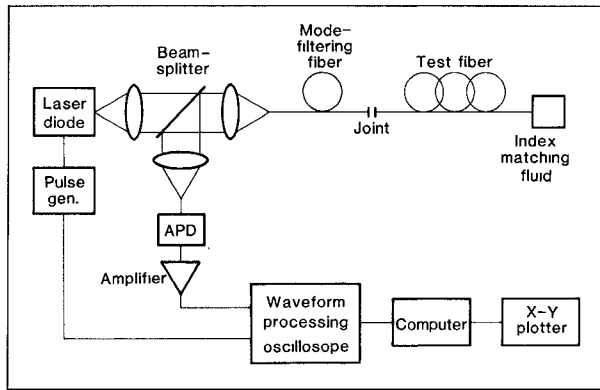 Mode-
filtering
fiber
Test fiber
Beam-
splitter
Laser
diode
Joint
Index
matching
fluid
Pulse
gen.
APD
Amplifier
Waveform
processing
oscillosope
Computer
X-Y
plotter